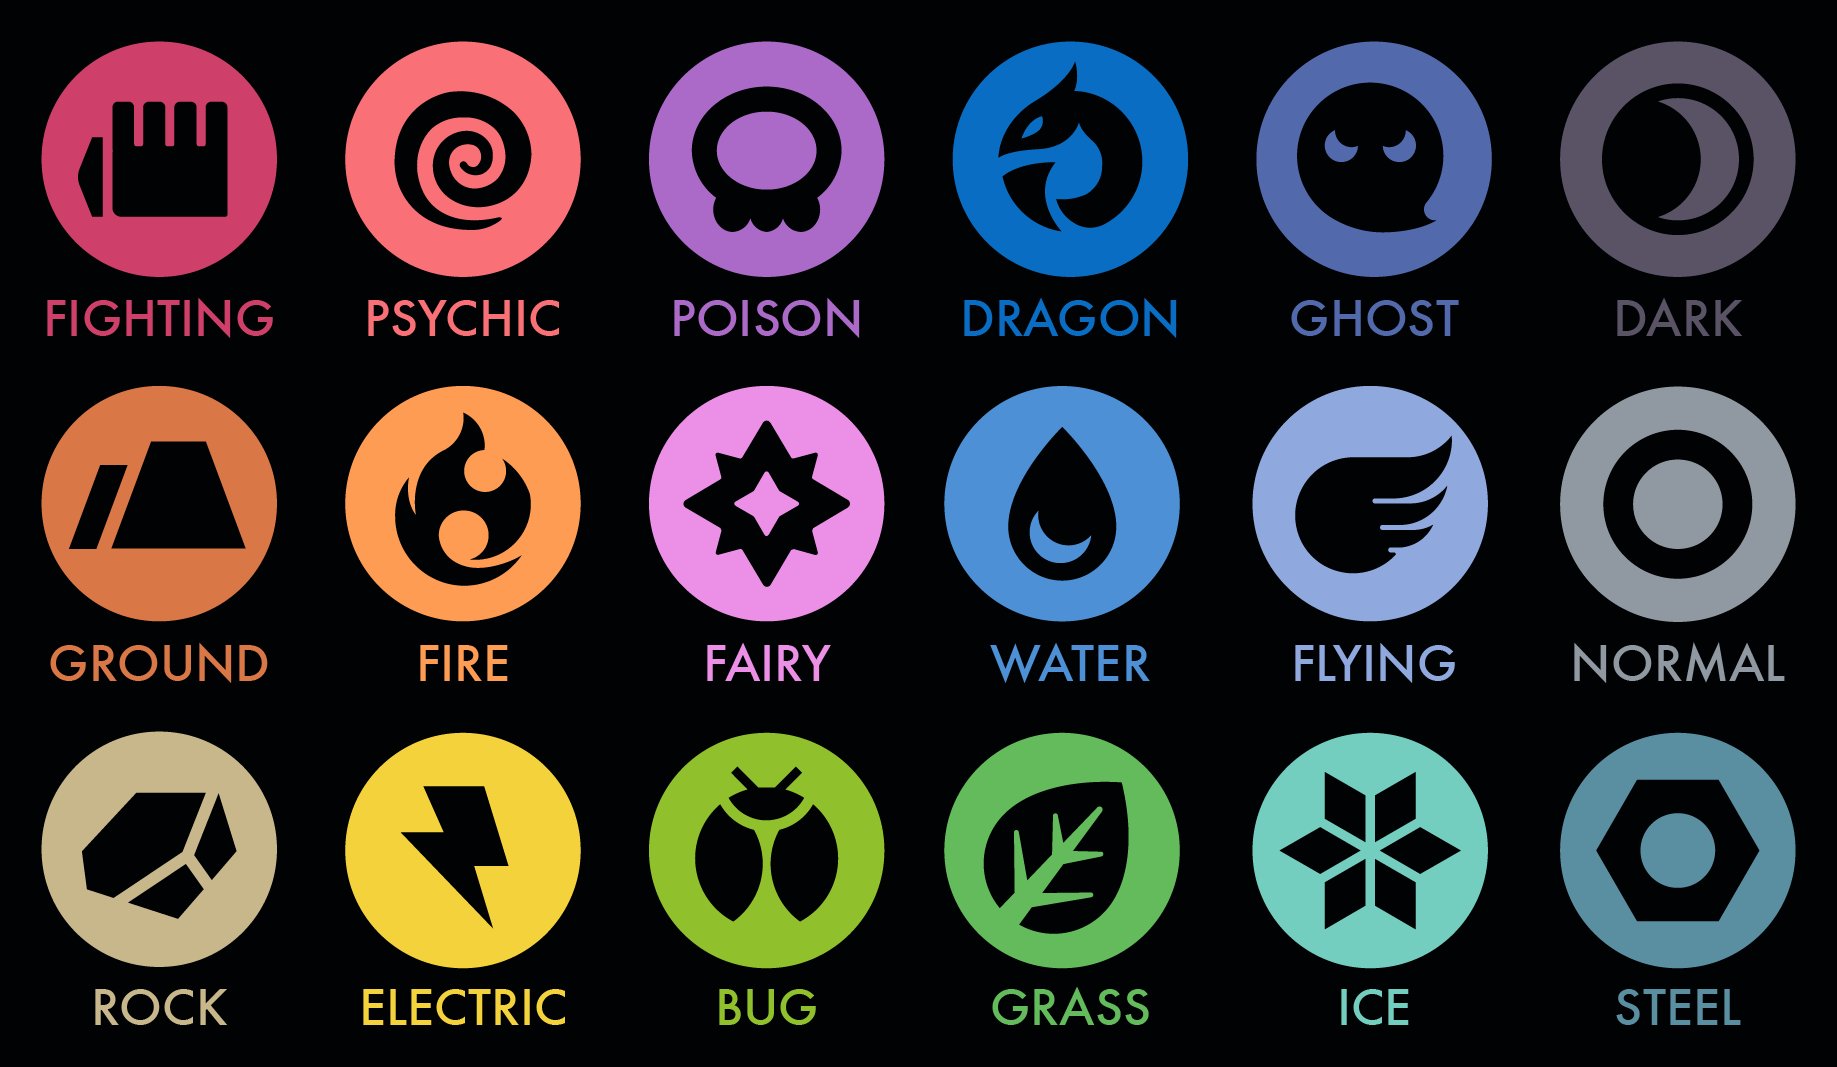 FIGHTING PSYCHIC POISON DRAGON GHOST DARK
GROUND FIRE FAIRY WATER FLYING NORMAL
ROCK ELECTRIC BUG GRASS ICE STEEL